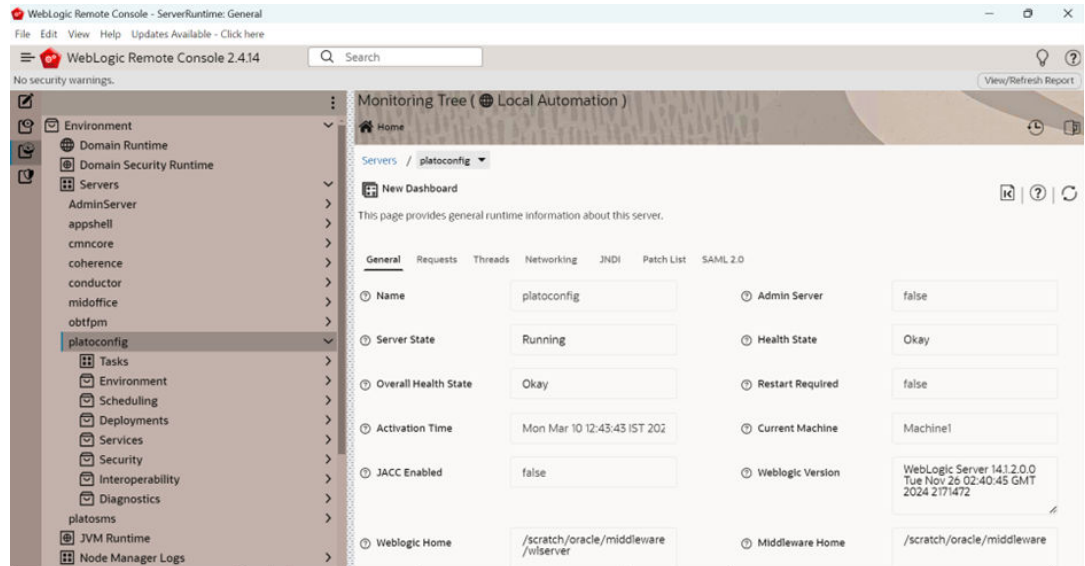 WebLogic Remote Console - ServerRuntime: General
File Edit View Help Updates Available - Click here
WebLogic Remote Console 2.4.14
Search
No security warnings.
View/Refresh Report
Environment
Domain Runtime
Domain Security Runtime
Servers
AdminServer
appshell
cmncore
coherence
conductor
midoffice
obtfpm
platoconfig
Tasks
Environment
Scheduling
Deployments
Services
Security
Interoperability
Diagnostics
platosms
JVM Runtime
Node Manager Logs
Monitoring Tree ( Local Automation )
Home
Servers / platoconfig
New Dashboard
This page provides general runtime information about this server.
General Requests Threads Networking JNDI Patch List SAML 2.0
Name platoconfig Admin Server false
Server State Running Health State Okay
Overall Health State Okay Restart Required false
Activation Time Mon Mar 10 12:43:43 IST 202 Current Machine Machine1
JACC Enabled false Weblogic Version WebLogic Server 14.1.2.0.0
Tue Nov 26 02:40:45 GMT
2024 2171472
Weblogic Home /scratch/oracle/middleware
/wlserver
Middleware Home /scratch/oracle/middleware